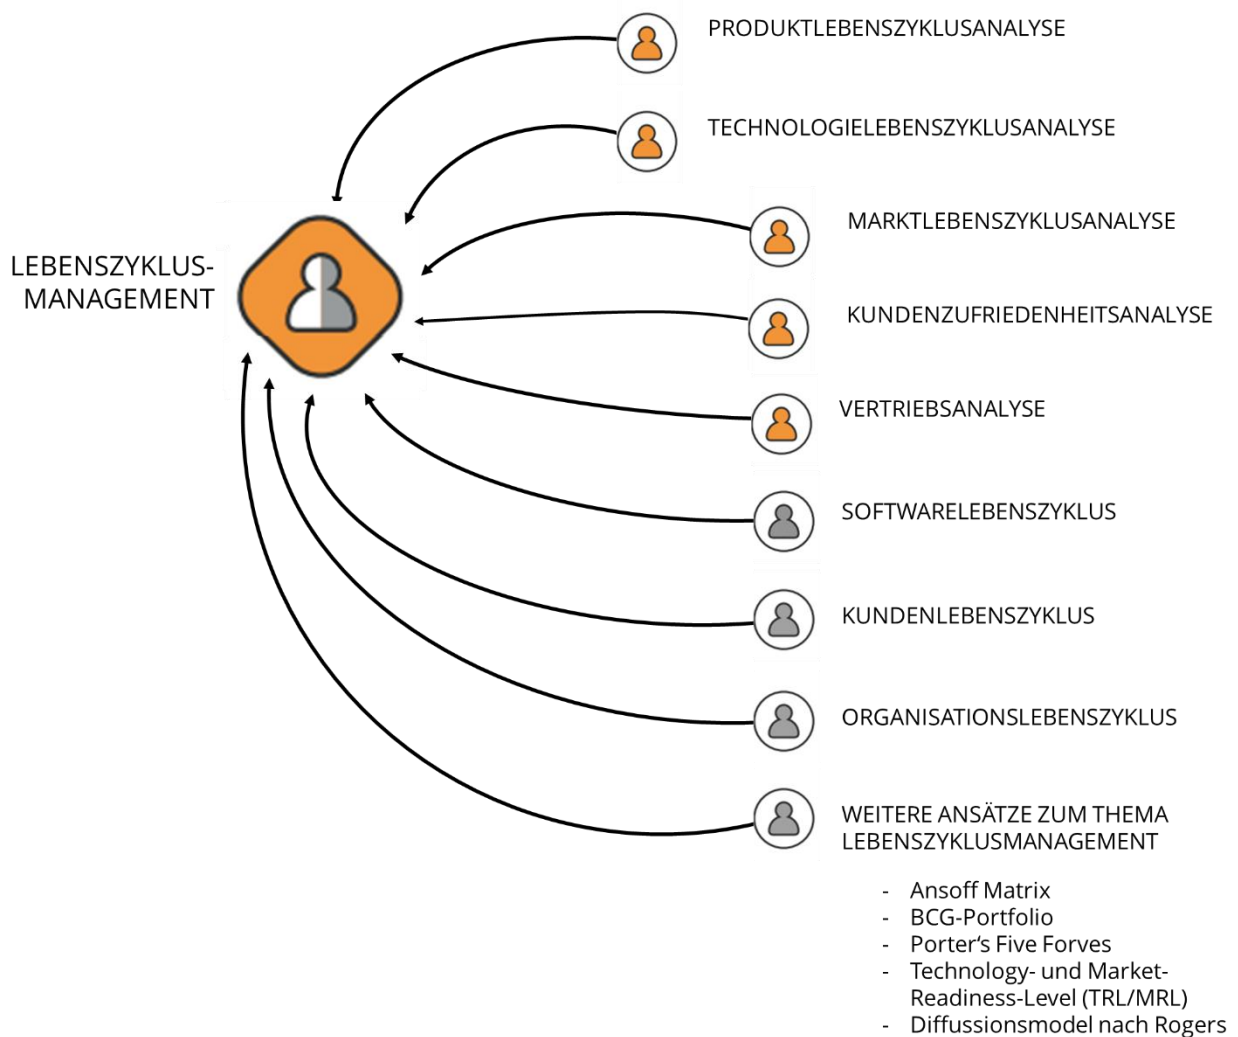 PRODUKTLEBENSZYKLUSANALYSE
TECHNOLOGIELEBENSZYKLUSANALYSE
MARKTLEBENSZYKLUSANALYSE
LEBENSZYKLUS-
MANAGEMENT
KUNDENZUFRIEDENHEITSANALYSE
VERTRIEBSANALYSE
SOFTWARELEBENSZYKLUS
KUNDENLEBENSZYKLUS
ORGANISATIONSLEBENSZYKLUS
WEITERE ANSÄTZE ZUM THEMA
LEBENSZYKLUSMANAGEMENT
- Ansoff Matrix
- BCG-Portfolio
- Porter‘s Five Forves
- Technology- und Market-
Readiness-Level (TRL/MRL)
- Diffussionsmodel nach Rogers